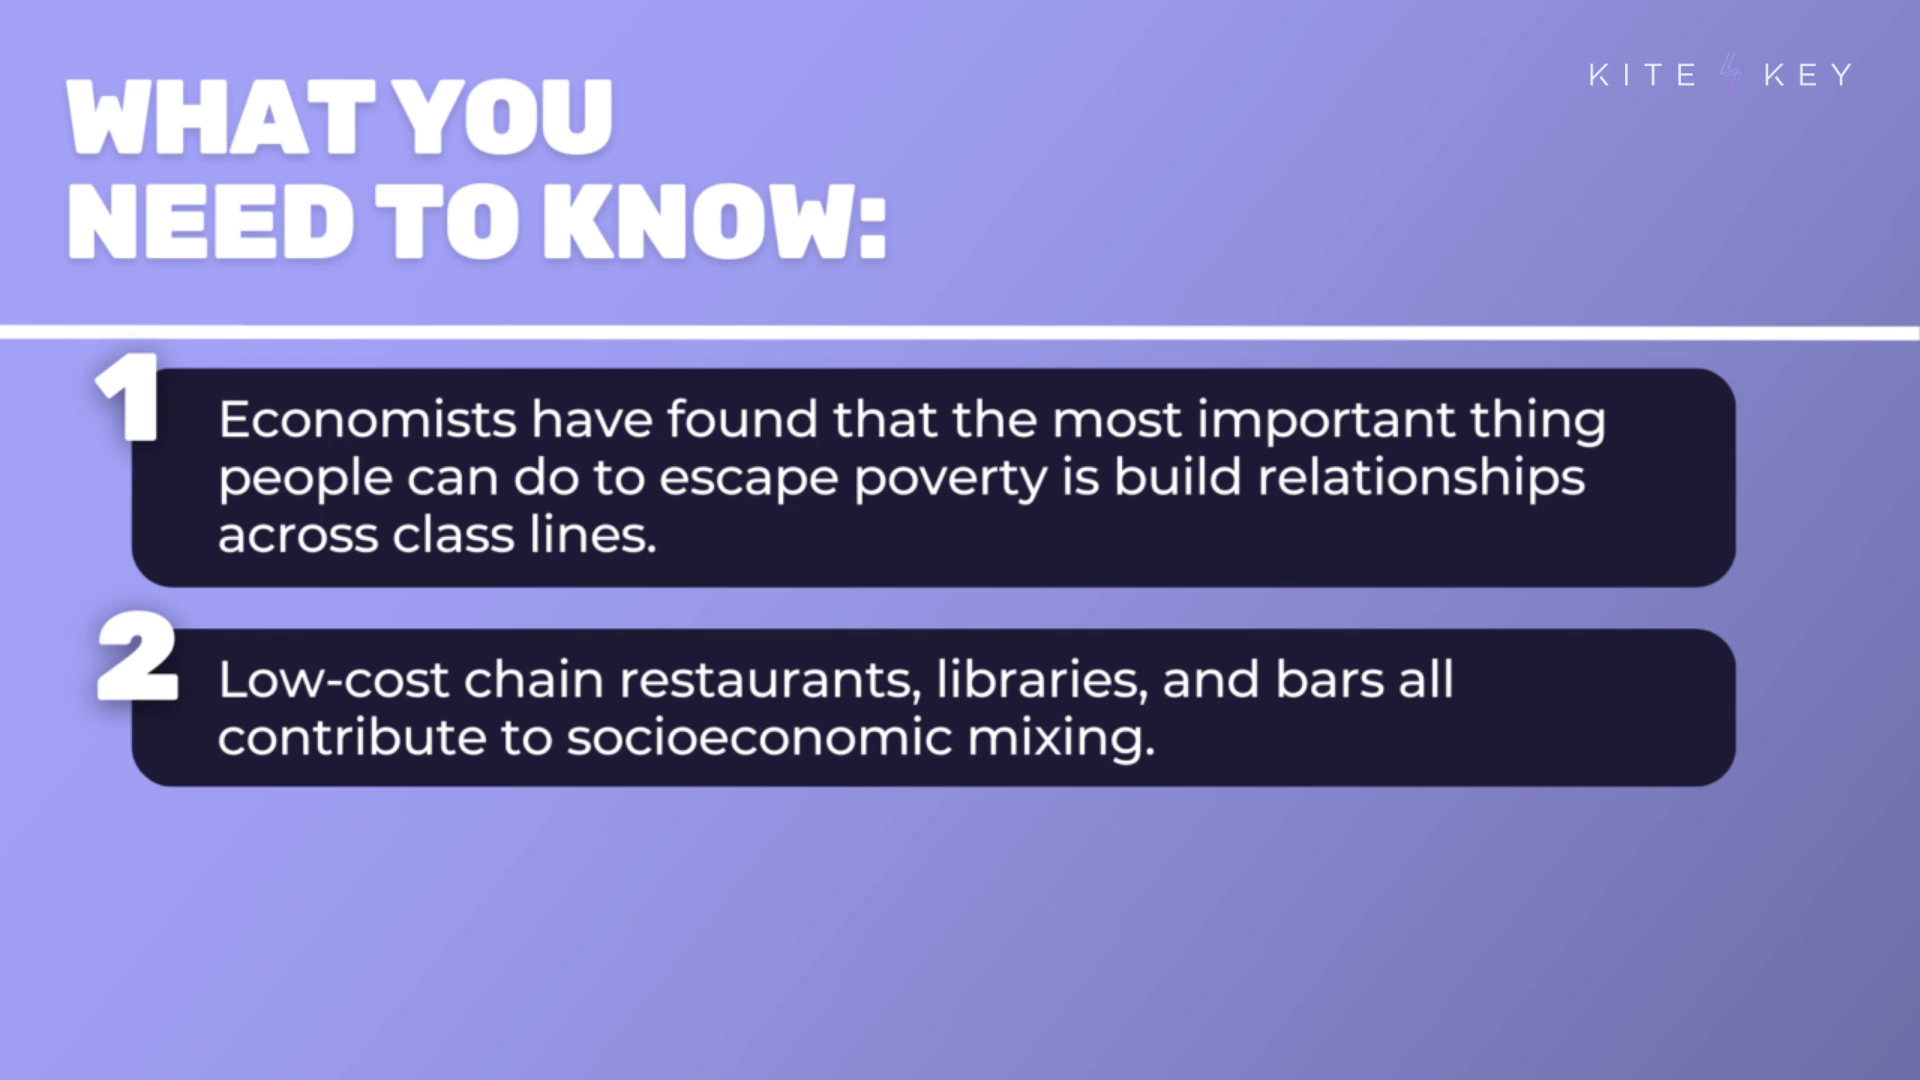 WHAT YOU
NEED TO KNOW:
KITE KEY
1
Economists have found that the most important thing
people can do to escape poverty is build relationships
across class lines.
2
Low-cost chain restaurants, libraries, and bars all
contribute to socioeconomic mixing.